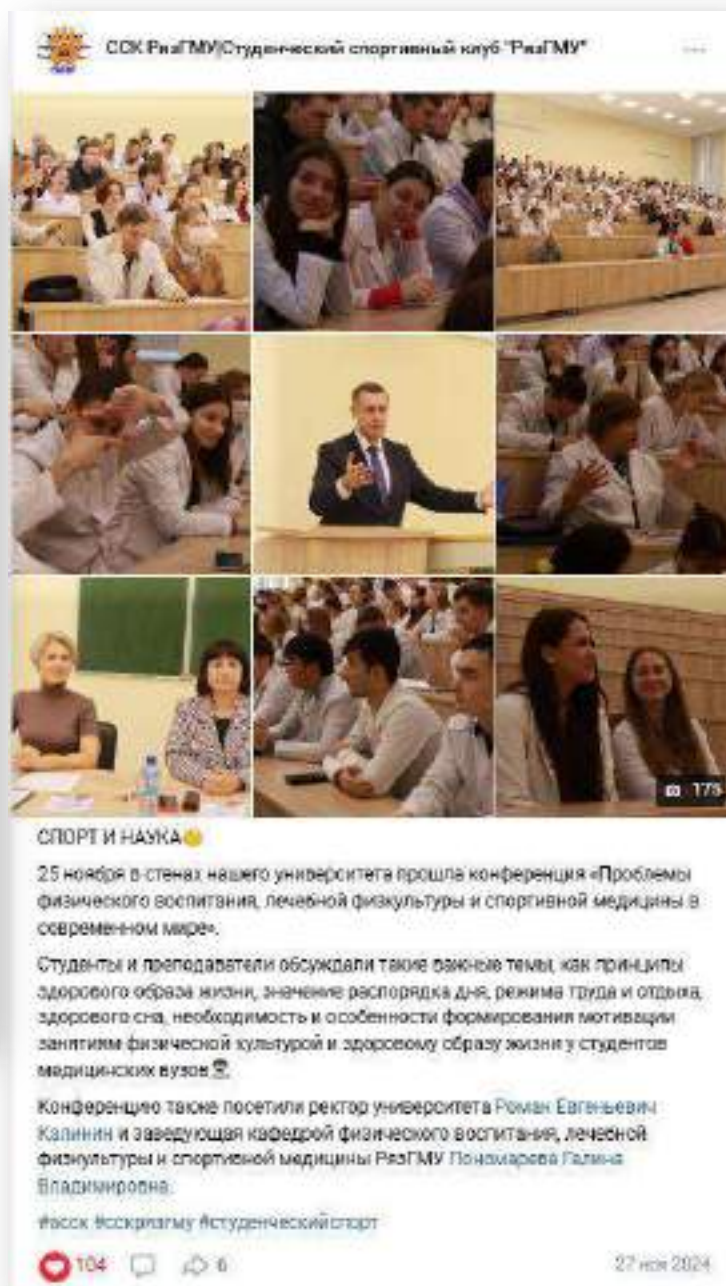 ССК РязГМУ|Студенческий спортивный клуб "РязГМУ"
175
СПОРТ И НАУКА
25 ноября в стенах нашего университета прошла конференция «Проблемы
физического воспитания, лечебной физкультуры и спортивной медицины в
современном мире».
Студенты и преподаватели обсуждали такие важные темы, как принципы
здорового образа жизни, значение распорядка дня, режима труда и отдыха,
здорового сна, необходимость и особенности формирования мотивации
занятиям физической культурой и здоровому образу жизни у студентов
медицинских вузов
Конференцию также посетили ректор университета Роман Евгеньевич
Калинин и заведующая кафедрой физического воспитания, лечебной
физкультуры и спортивной медицины РязГМУ Пономарева Галина
Владимировна.
#асск #сскрязгму #студенческийспорт
104
6
27 ноя 2024